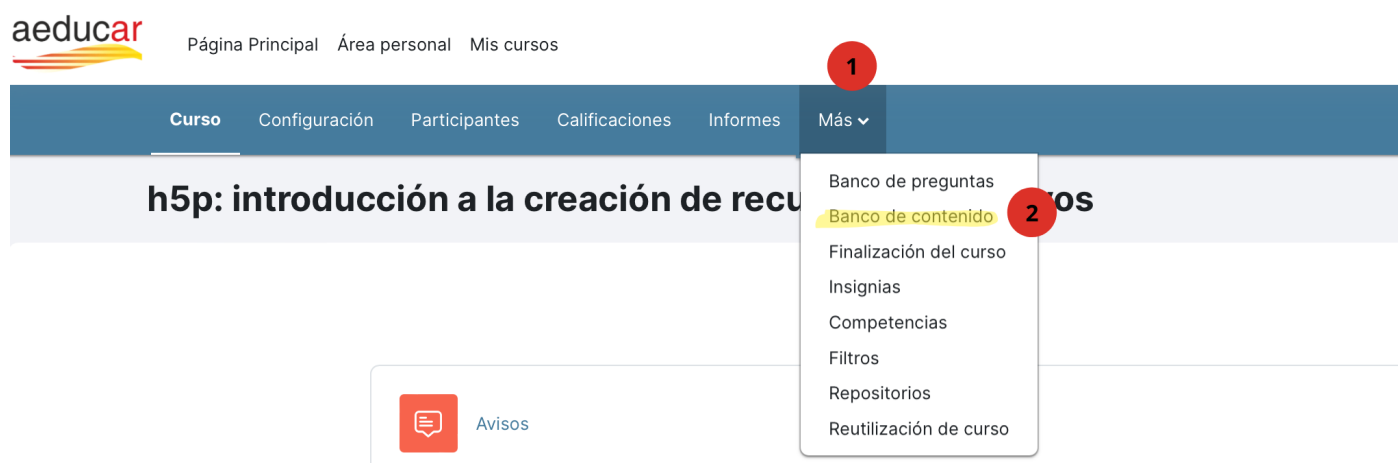 aeducar
Página Principal Área personal Mis cursos
1
Curso Configuración Participantes Calificaciones Informes Más
Banco de preguntas
h5p: introducción a la creación de recu os
Banco de contenido 2
Finalización del curso
Insignias
Competencias
Filtros
Repositorios
Avisos
Reutilización de curso